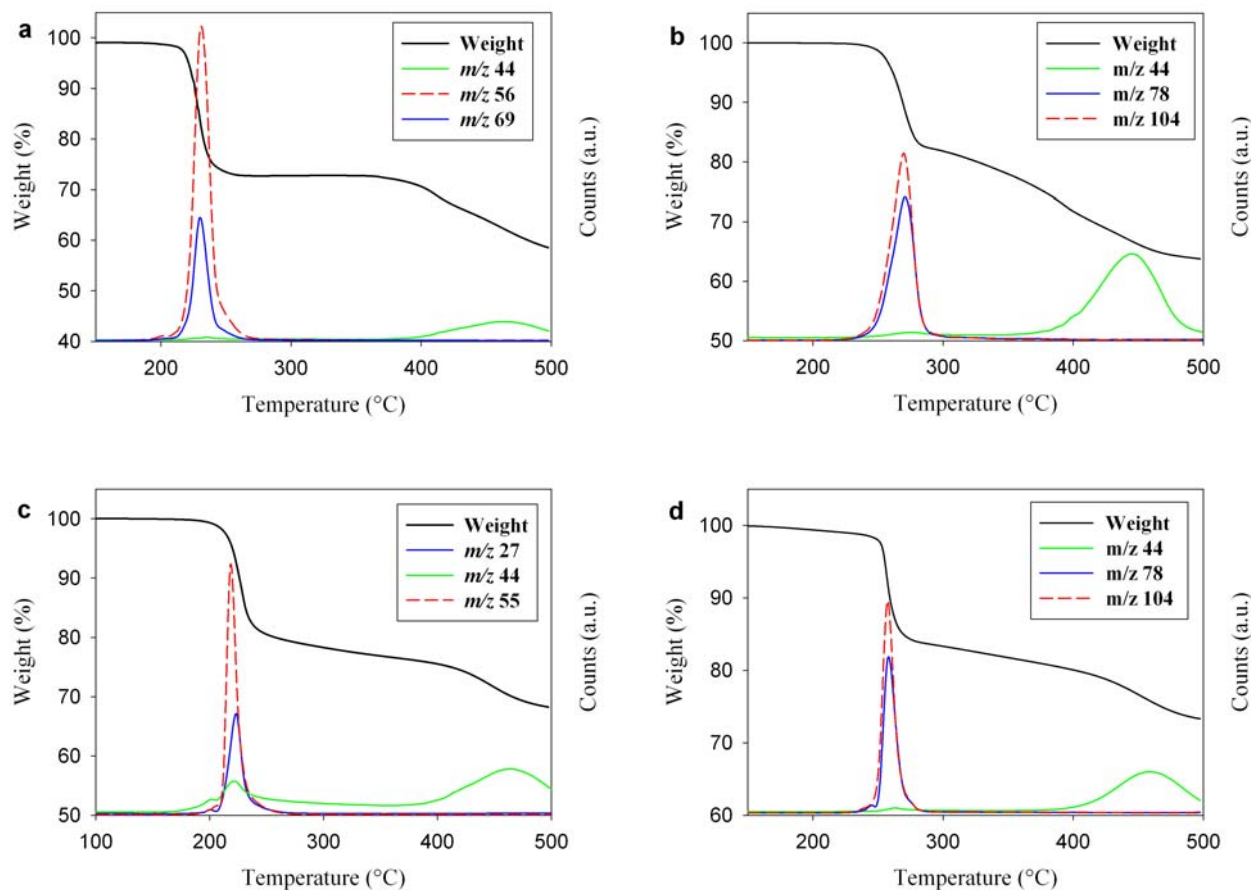 a
Weight
m/z 44
m/z 56
m/z 69
Weight (%)
100
90
80
70
60
50
40
200
300
400
500
Temperature (°C)
Counts (a.u.)
b
Weight
m/z 44
m/z 78
m/z 104
Weight (%)
100
90
80
70
60
50
200
300
400
500
Temperature (°C)
Counts (a.u.)
c
Weight
m/z 27
m/z 44
m/z 55
Weight (%)
100
90
80
70
60
50
100
200
300
400
500
Temperature (°C)
Counts (a.u.)
d
Weight
m/z 44
m/z 78
m/z 104
Weight (%)
100
90
80
70
60
200
300
400
500
Temperature (°C)
Counts (a.u.)